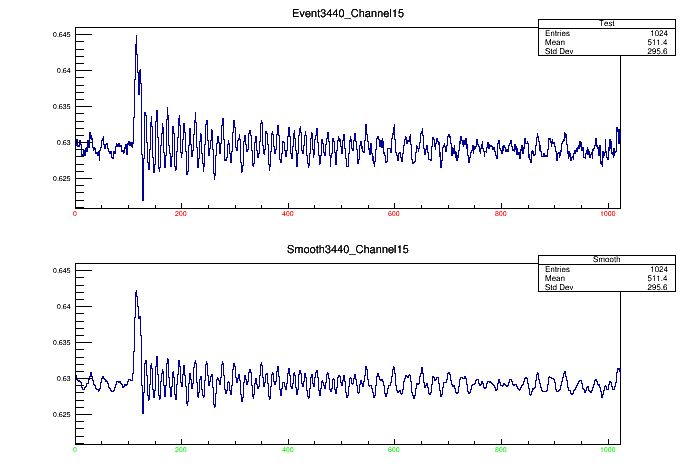 Event3440_Channel15
Test
Entries 1024
Mean 511.4
Std Dev 295.6
0.645
0.64
0.635
0.63
0.625
0 200 400 600 800 1000
Smooth3440_Channel15
Smooth
Entries 1024
Mean 511.4
Std Dev 295.6
0.645
0.64
0.635
0.63
0.625
0 200 400 600 800 1000